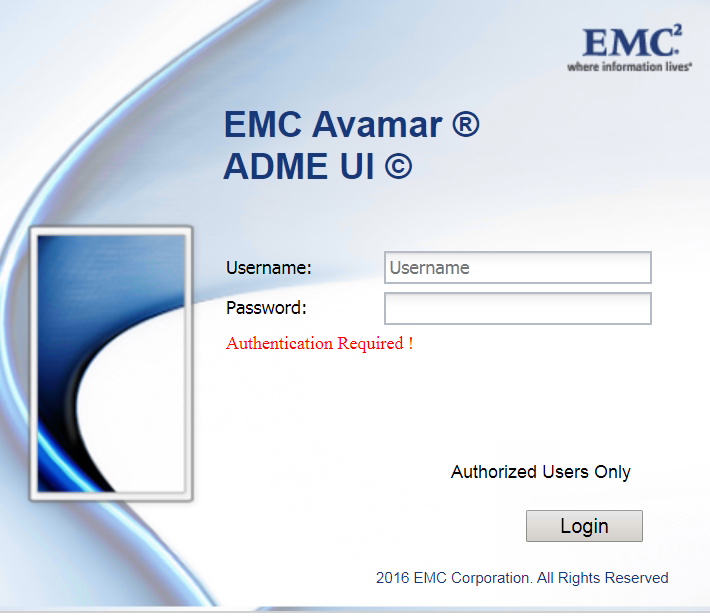 EMC²
where information lives®
EMC Avamar ®
ADME UI ©
Username: Username
Password:
Authentication Required !
Authorized Users Only
Login
2016 EMC Corporation. All Rights Reserved